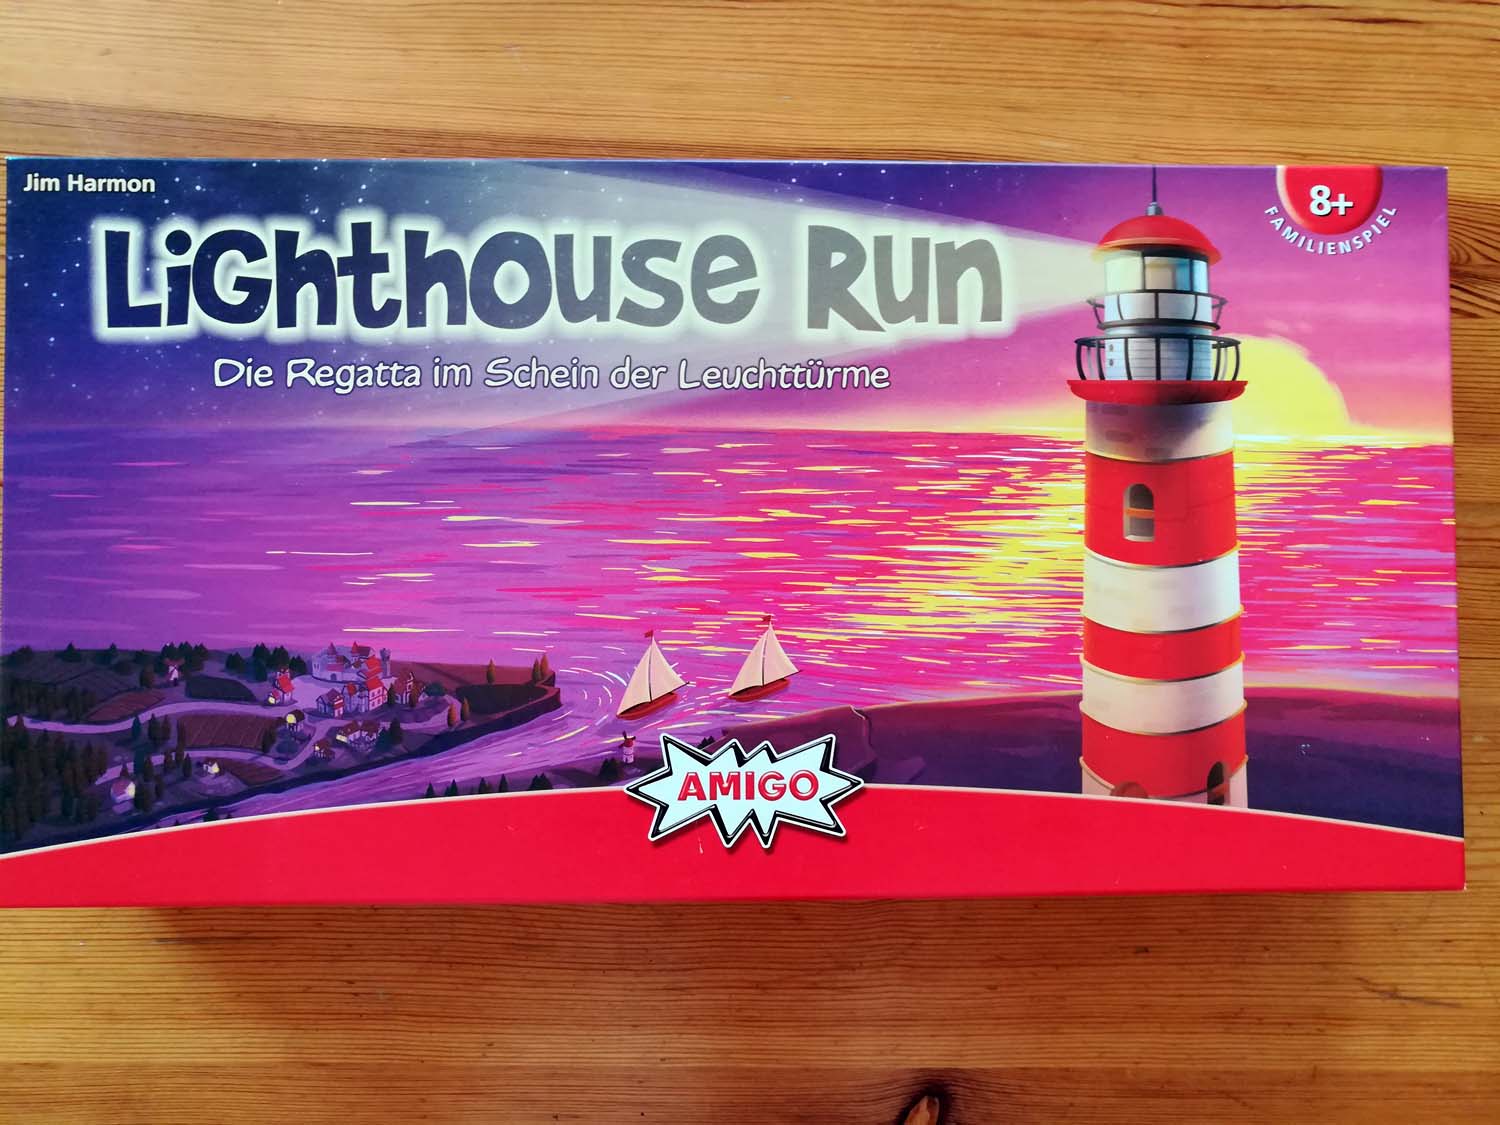 Jim Harmon
8+
FAMILIENSPIEL
LiGhthouse Run
Die Regatta im Schein der Leuchttürme
AMIGO